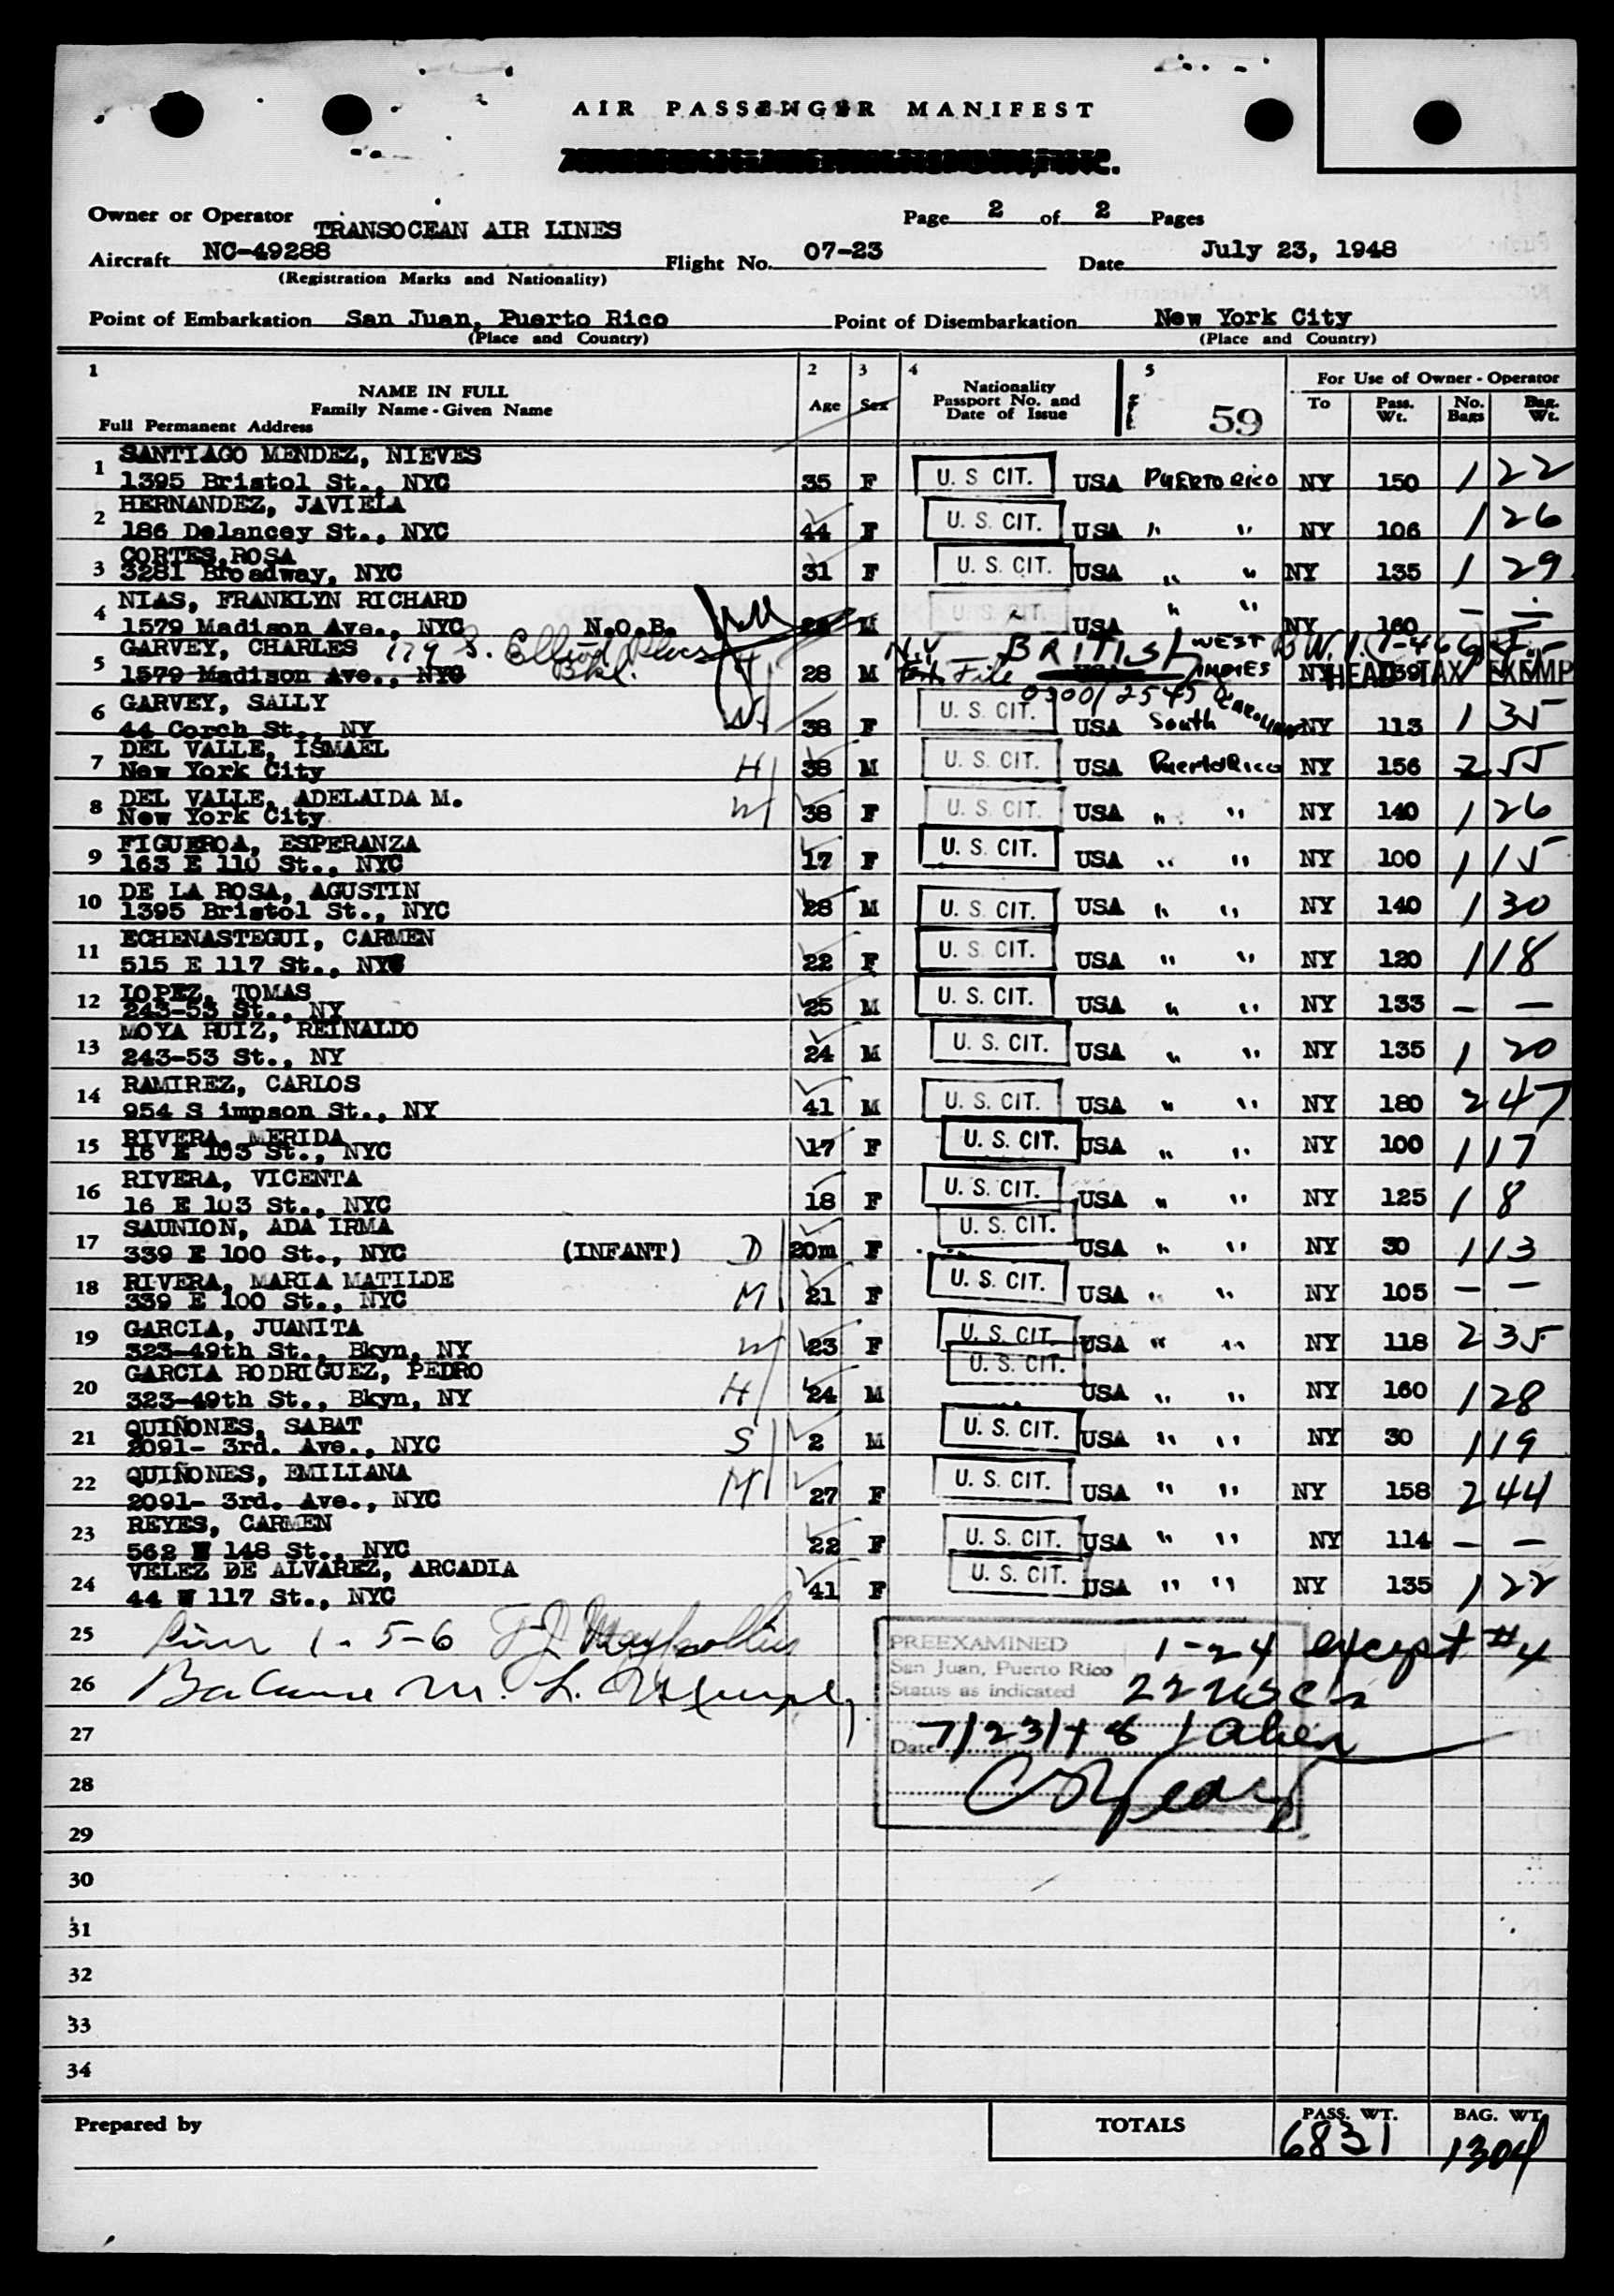 AIR PASSENGER MANIFEST
Owner or Operator TRANSOCEAN AIR LINES Page 2 of 2 Pages
Aircraft NC-49288 Flight No. 07-23 Date July 23, 1948
(Registration Marks and Nationality)
Point of Embarkation San Juan, Puerto Rico Point of Disembarkation New York City
(Place and Country) (Place and Country)
1 2 3 4 5 For Use of Owner - Operator
NAME IN FULL Nationality To Pass. No. Bag.
Family Name - Given Name Age Sex Passport No. and 59 Wt. Bags Wt.
Full Permanent Address Date of Issue
SANTIAGO MENDEZ, NIEVES
1 1395 Bristol St., NYC 35 F U. S CIT. USA Puerto Rico NY 150 1 22
HERNANDEZ, JAVIELA
2 186 Delancey St., NYC 44 F U. S. CIT. USA " " NY 106 1 26
CORTES, ROSA
3 3281 Broadway, NYC 31 F U. S. CIT. USA " " NY 135 1 29
NIAS, FRANKLYN RICHARD
4 1579 Madison Ave., NYC N.O.B. M U. S. CIT. USA " " NY 160 - -
GARVEY, CHARLES 179 S.
5 1579 Madison Ave., NYC Bkl. H 28 M N.Y. File BRITISH WEST INDIES NY HEAD TAX EXEMP
03001
GARVEY, SALLY
6 44 Corch St., NY W 38 F U. S. CIT. USA South Carolina NY 113 1 35
DEL VALLE, ISMAEL
7 New York City H 38 M U. S. CIT. USA Puerto Rico NY 156 2 55
DEL VALLE, ADELAIDA M.
8 New York City W 38 F U. S. CIT. USA " " NY 140 1 26
FIGUEROA, ESPERANZA
9 163 E 110 St., NYC 17 F U. S. CIT. USA " " NY 100 1 15
DE LA ROSA, AGUSTIN
10 1395 Bristol St., NYC 28 M U. S. CIT. USA " " NY 140 1 30
ECHENASTEGUI, CARMEN
11 515 E 117 St., NYC 22 F U. S. CIT. USA " " NY 120 1 18
LOPEZ, TOMAS
12 243-53 St., NY 25 M U. S. CIT. USA " " NY 133 - -
MOYA RUIZ, REINALDO
13 243-53 St., NY 24 M U. S. CIT. USA " " NY 135 1 20
RAMIREZ, CARLOS
14 954 S impson St., NY 41 M U. S. CIT. USA " " NY 180 2 47
RIVERA, MERIDA
15 16 E 103 St., NYC 17 F U. S. CIT. USA " " NY 100 1 17
RIVERA, VICENTA
16 16 E 103 St., NYC 18 F U. S. CIT. USA " " NY 125 1 8
SAUNION, ADA IRMA
17 339 E 100 St., NYC (INFANT) D 20m F U. S. CIT. USA " " NY 30 1 13
RIVERA, MARIA MATILDE
18 339 E 100 St., NYC M 21 F U. S. CIT. USA " " NY 105 - -
GARCIA, JUANITA
19 323-49th St., Bkyn, NY W 23 F U. S. CIT. USA " " NY 118 2 35
GARCIA RODRIGUEZ, PEDRO
20 323-49th St., Bkyn, NY H 24 M U. S. CIT. USA " " NY 160 1 28
QUIÑONES, SABAT
21 2091- 3rd. Ave., NYC S 2 M U. S. CIT. USA " " NY 30 1 19
QUIÑONES, EMILIANA
22 2091- 3rd. Ave., NYC M 27 F U. S. CIT. USA " " NY 158 2 44
REYES, CARMEN
23 562 W 148 St., NYC 22 F U. S. CIT. USA " " NY 114 - -
VELEZ DE ALVAREZ, ARCADIA
24 44 W 117 St., NYC 41 F U. S. CIT. USA " " NY 135 1 22
25 1 - 5-6 PREEXAMINED 1-24 except #4
San Juan, Puerto Rico
26 Balance M. L. Status as indicated 22 USCs
27 Date 7/23/48 1 alien
28
29
30
31
32
33
34
Prepared by TOTALS PASS. WT. 6831 BAG. WT. 1304